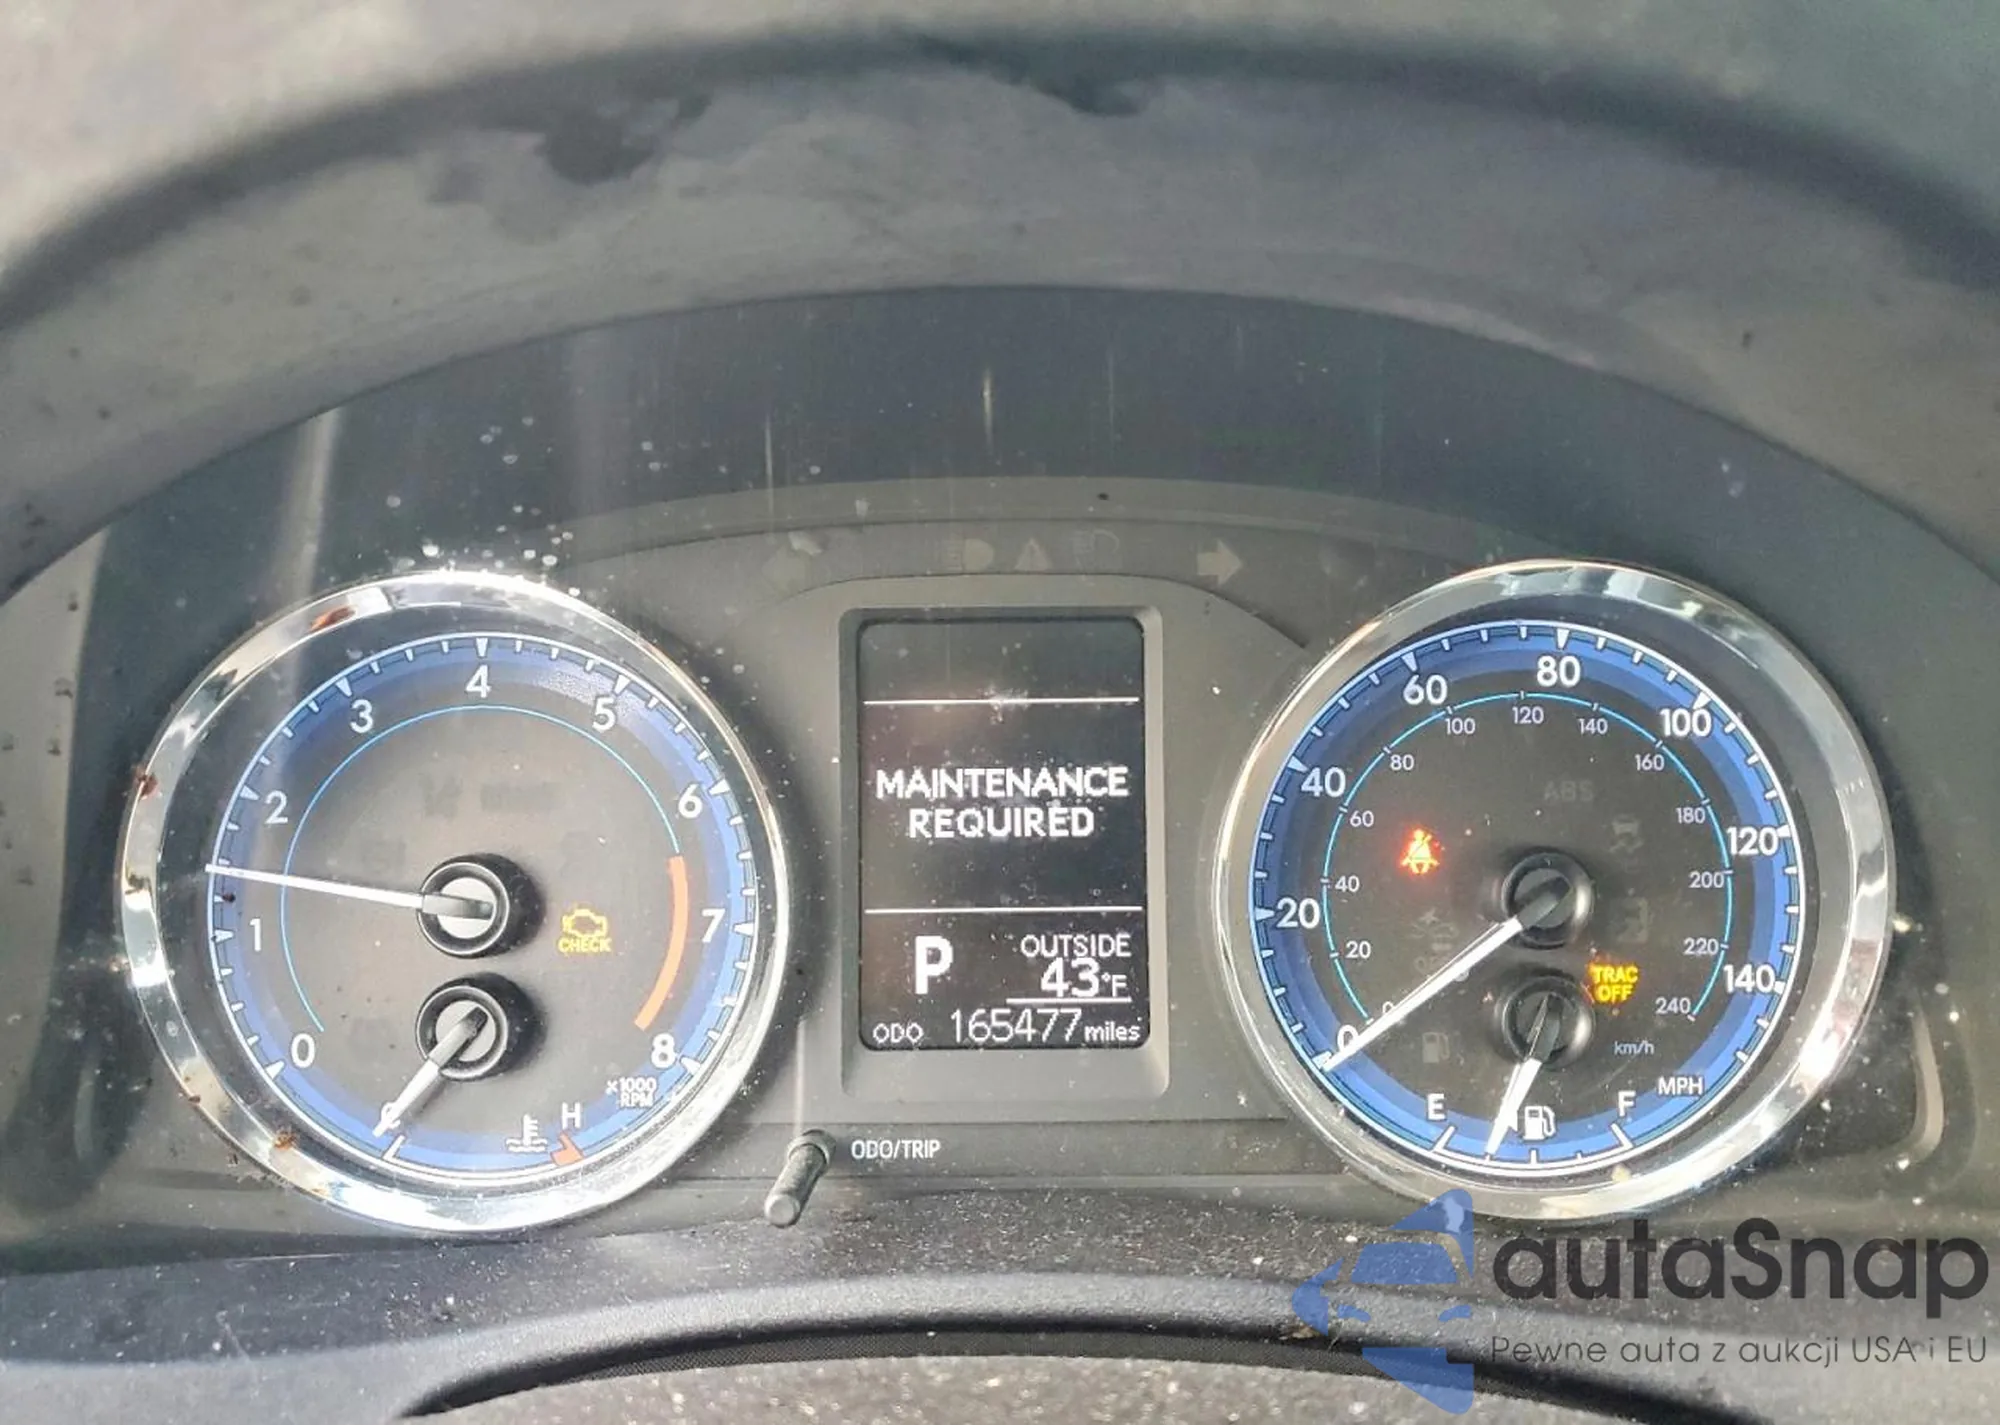 4
3
5
2
6
1
7
0
8
CHECK
x1000
RPM
H
MAINTENANCE
REQUIRED
P
OUTSIDE
43°F
ODO 165477 miles
ODO/TRIP
80
60
100
40
120
20
140
0
100
120
140
80
160
60
180
40
200
20
220
0
240
ABS
TRAC
OFF
km/h
MPH
E
F
autaSnap
Pewne auta z aukcji USA i EU